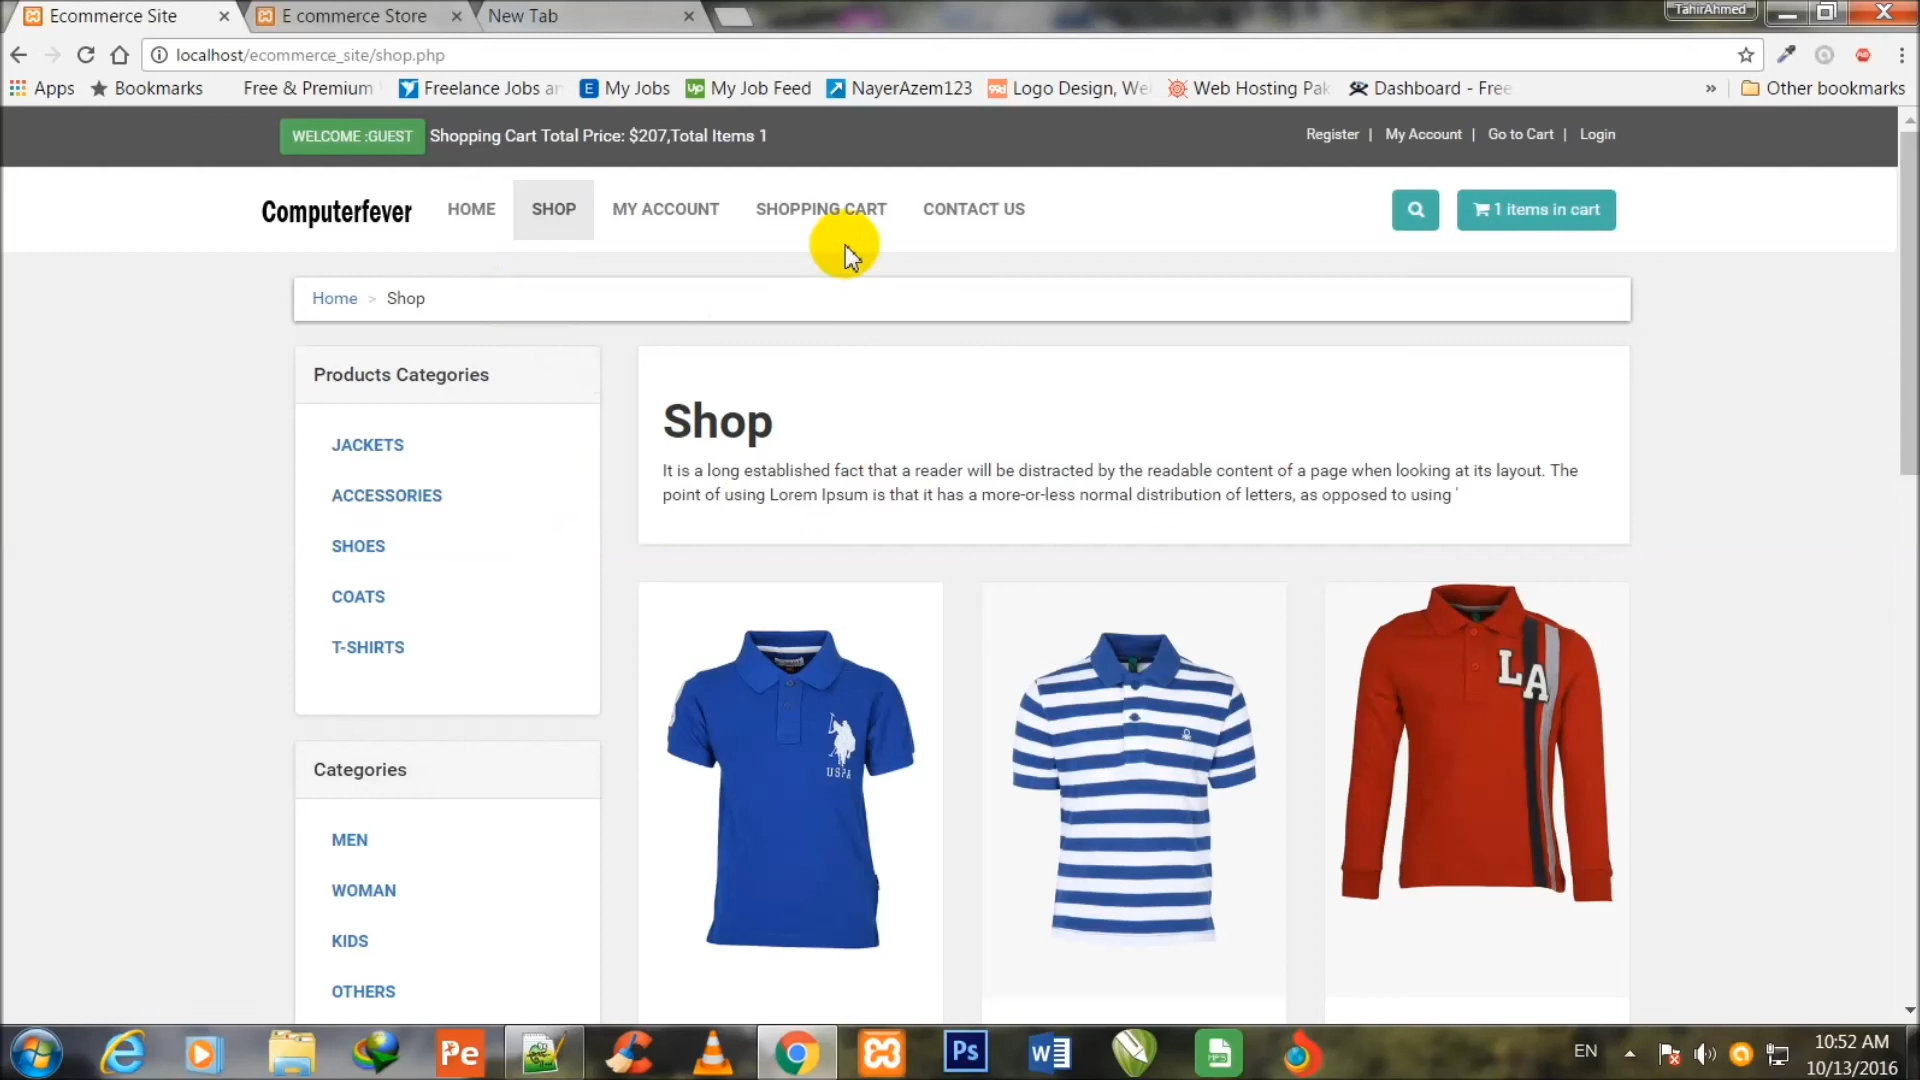 Ecommerce Site
E commerce Store
New Tab
TahirAhmed
localhost/ecommerce_site/shop.php
Apps
Bookmarks
Free & Premium
Freelance Jobs an
My Jobs
My Job Feed
NayerAzem123
Logo Design, We
Web Hosting Pak
Dashboard - Free
»
Other bookmarks
WELCOME :GUEST
Shopping Cart Total Price: $207,Total Items 1
Register | My Account | Go to Cart | Login
Computerfever
HOME
SHOP
MY ACCOUNT
SHOPPING CART
CONTACT US
1 items in cart
Home > Shop
Products Categories
JACKETS
ACCESSORIES
SHOES
COATS
T-SHIRTS
Categories
MEN
WOMAN
KIDS
OTHERS
Shop
It is a long established fact that a reader will be distracted by the readable content of a page when looking at its layout. The
point of using Lorem Ipsum is that it has a more-or-less normal distribution of letters, as opposed to using '
USPA
LA
Pe
Ps
W
EN
10:52 AM
10/13/2016